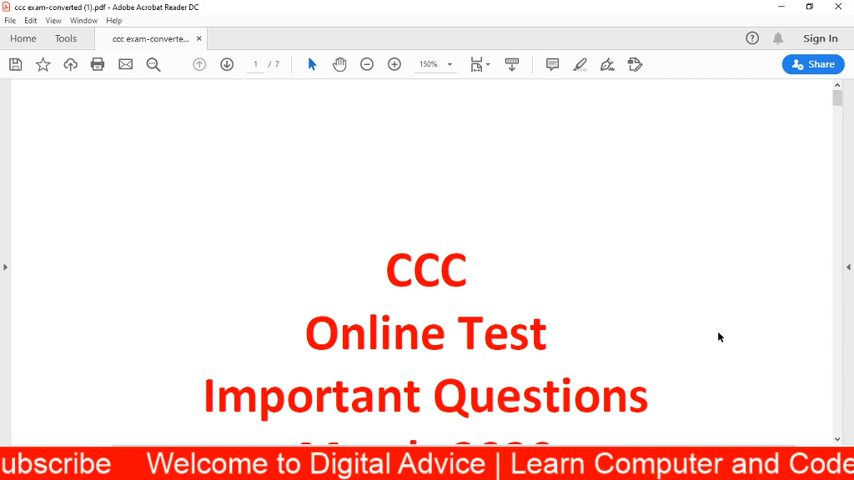 ccc exam-converted (1).pdf - Adobe Acrobat Reader DC
File Edit View Window Help
Home Tools ccc exam-converte... × Sign In
1 / 7 150% Share
CCC
Online Test
Important Questions
ubscribe Welcome to Digital Advice | Learn Computer and Code